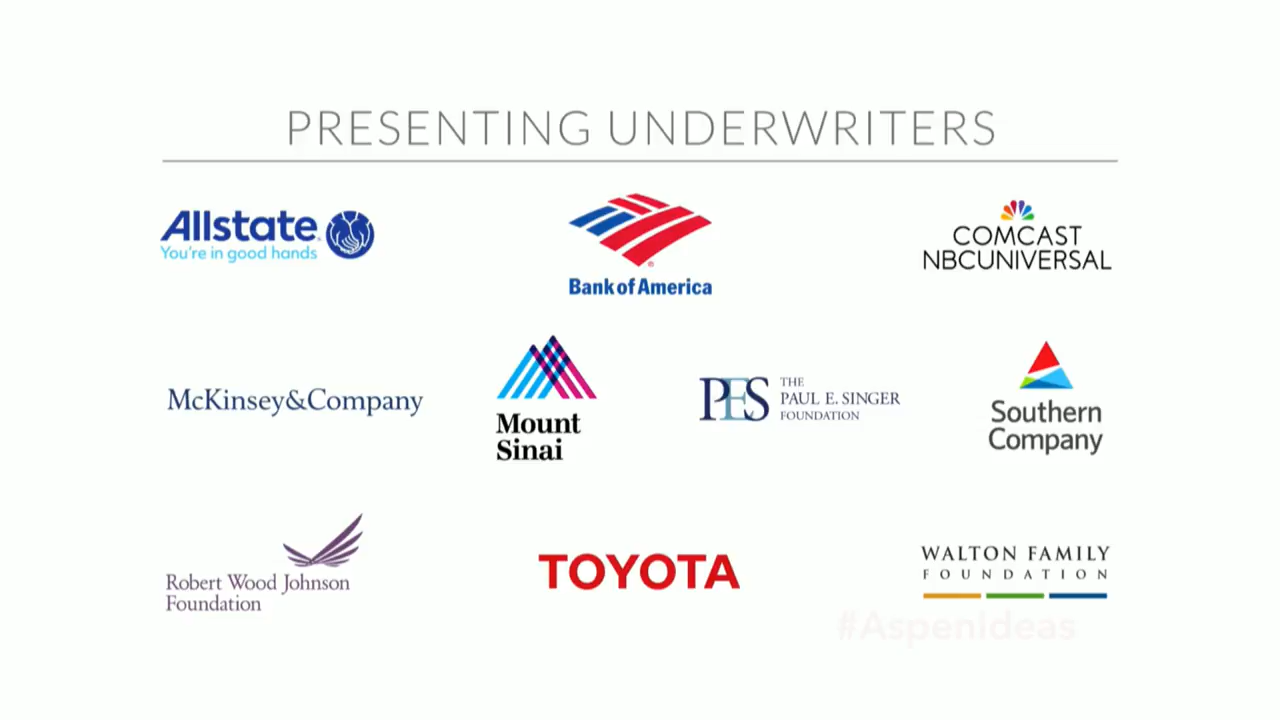 PRESENTING UNDERWRITERS
Allstate
You're in good hands
Bank of America
COMCAST
NBCUNIVERSAL
McKinsey&Company
Mount
Sinai
PES
THE
PAUL E. SINGER
FOUNDATION
Southern
Company
Robert Wood Johnson
Foundation
TOYOTA
WALTON FAMILY
FOUNDATION
#AspenIdeas